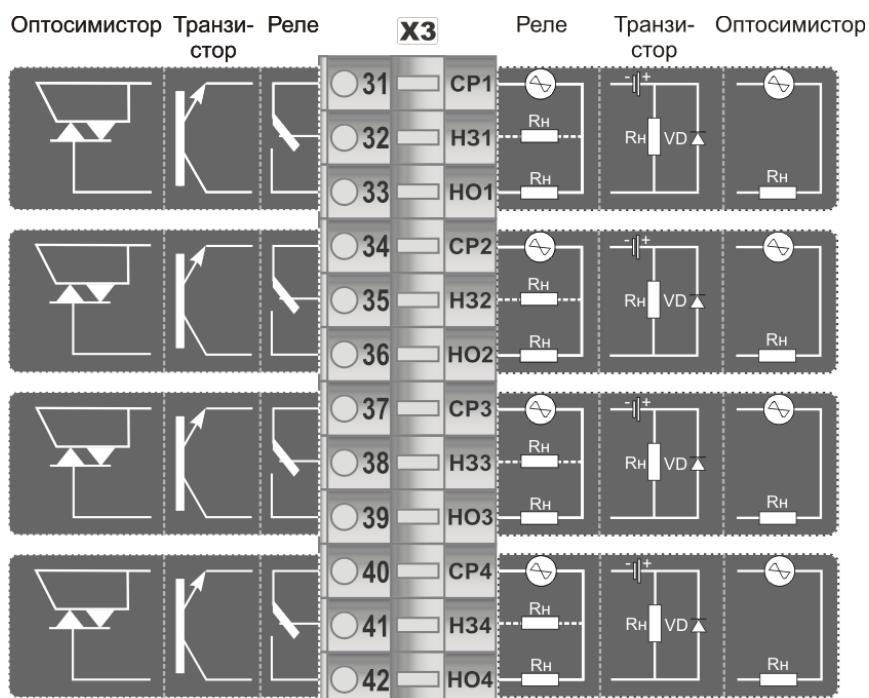 Оптосимистор Транзи-стор Реле X3 Реле Транзи-стор Оптосимистор
31 СР1
Rн
32 НЗ1 Rн VD
Rн Rн
33 НО1
34 СР2 - +
Rн
35 НЗ2 Rн VD
Rн Rн
36 НО2
37 СР3 - +
Rн
38 НЗ3 Rн VD
Rн Rн
39 НО3
40 СР4 - +
Rн
41 НЗ4 Rн VD
Rн Rн
42 НО4